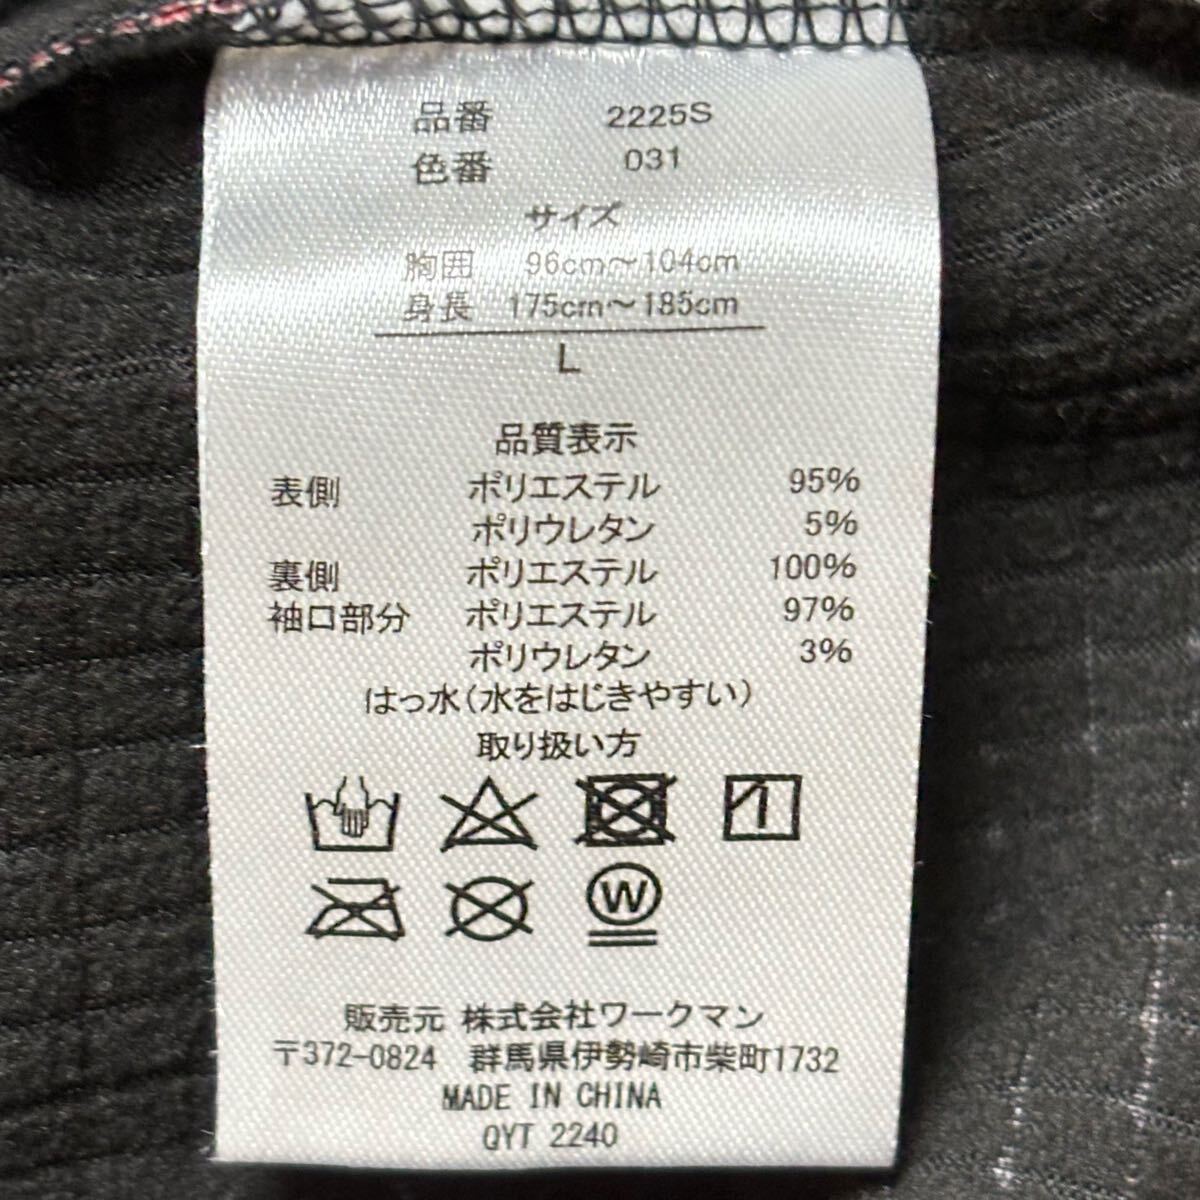 品番 2225S
色番 031
サイズ
胸囲 96cm～104cm
身長 175cm～185cm
L
品質表示
表側 ポリエステル 95%
ポリウレタン 5%
裏側 ポリエステル 100%
袖口部分 ポリエステル 97%
ポリウレタン 3%
はっ水（水をはじきやすい）
取り扱い方
W
販売元 株式会社ワークマン
〒372-0824 群馬県伊勢崎市柴町1732
MADE IN CHINA
QYT 2240